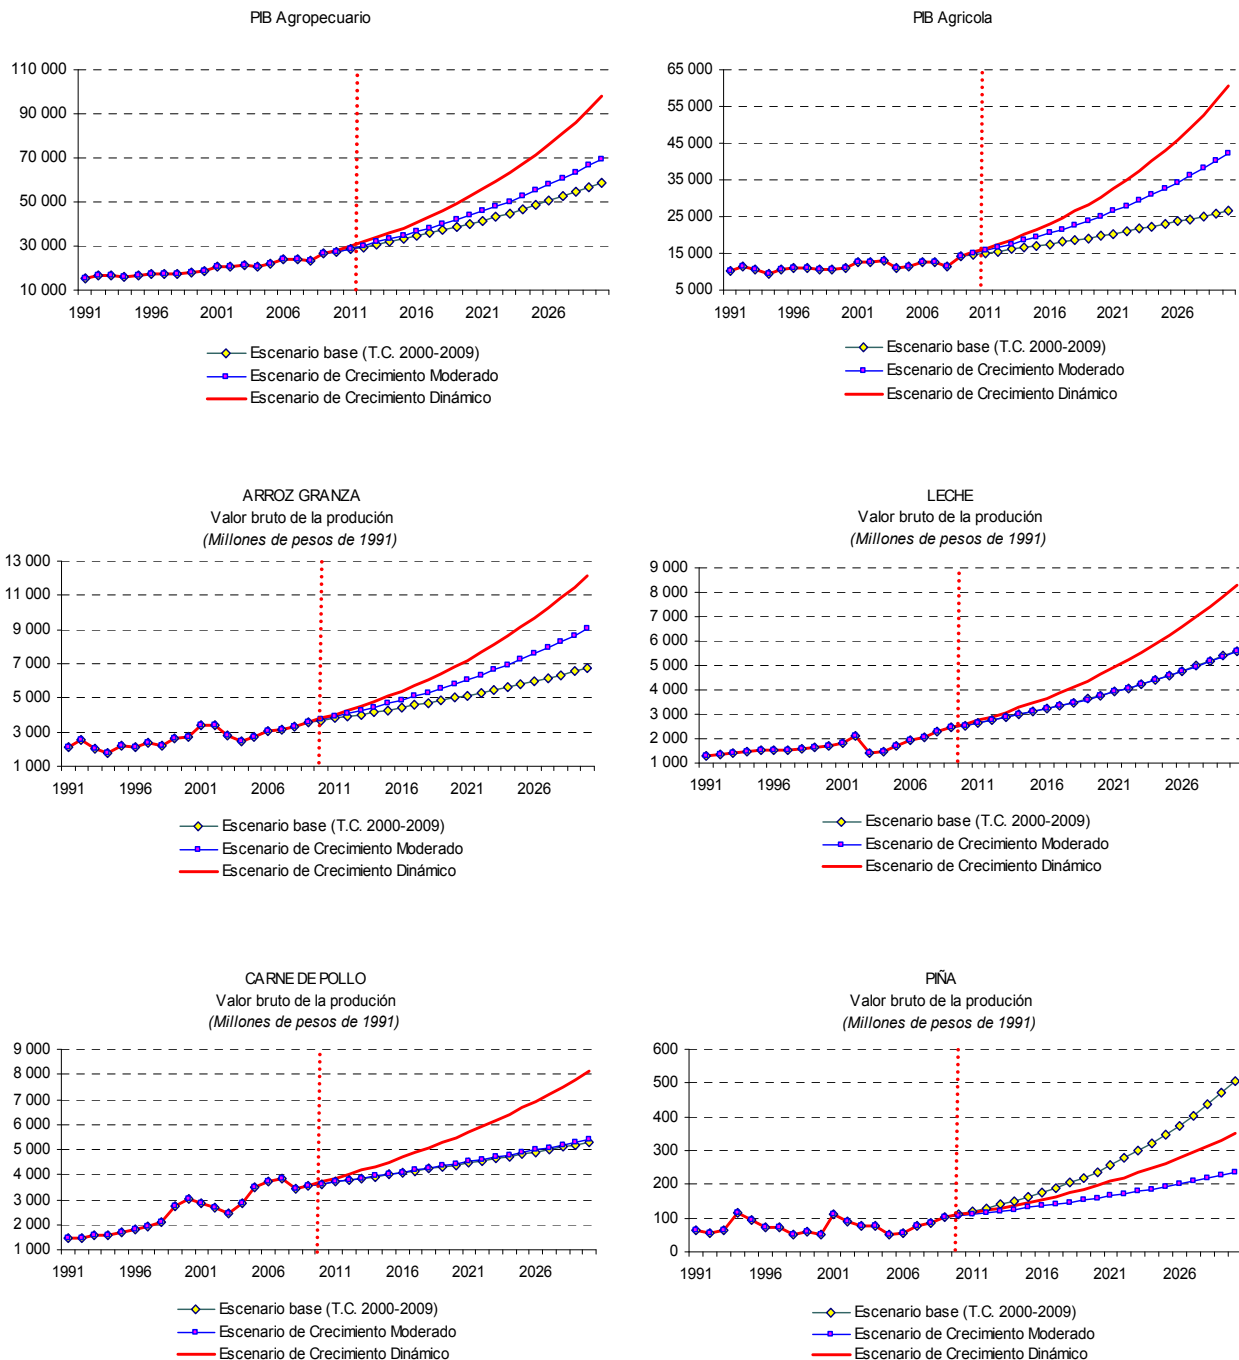 PIB Agropecuario
110 000
90 000
70 000
50 000
30 000
10 000
1991 1996 2001 2006 2011 2016 2021 2026
Escenario base (T.C. 2000-2009)
Escenario de Crecimiento Moderado
Escenario de Crecimiento Dinámico
PIB Agricola
65 000
55 000
45 000
35 000
25 000
15 000
5 000
1991 1996 2001 2006 2011 2016 2021 2026
Escenario base (T.C. 2000-2009)
Escenario de Crecimiento Moderado
Escenario de Crecimiento Dinámico
ARROZ GRANZA
Valor bruto de la produción
(Millones de pesos de 1991)
13 000
11 000
9 000
7 000
5 000
3 000
1 000
1991 1996 2001 2006 2011 2016 2021 2026
Escenario base (T.C. 2000-2009)
Escenario de Crecimiento Moderado
Escenario de Crecimiento Dinámico
LECHE
Valor bruto de la produción
(Millones de pesos de 1991)
9 000
8 000
7 000
6 000
5 000
4 000
3 000
2 000
1 000
1991 1996 2001 2006 2011 2016 2021 2026
Escenario base (T.C. 2000-2009)
Escenario de Crecimiento Moderado
Escenario de Crecimiento Dinámico
CARNE DE POLLO
Valor bruto de la produción
(Millones de pesos de 1991)
9 000
8 000
7 000
6 000
5 000
4 000
3 000
2 000
1 000
1991 1996 2001 2006 2011 2016 2021 2026
Escenario base (T.C. 2000-2009)
Escenario de Crecimiento Moderado
Escenario de Crecimiento Dinámico
PIÑA
Valor bruto de la produción
(Millones de pesos de 1991)
600
500
400
300
200
100
0
1991 1996 2001 2006 2011 2016 2021 2026
Escenario base (T.C. 2000-2009)
Escenario de Crecimiento Moderado
Escenario de Crecimiento Dinámico